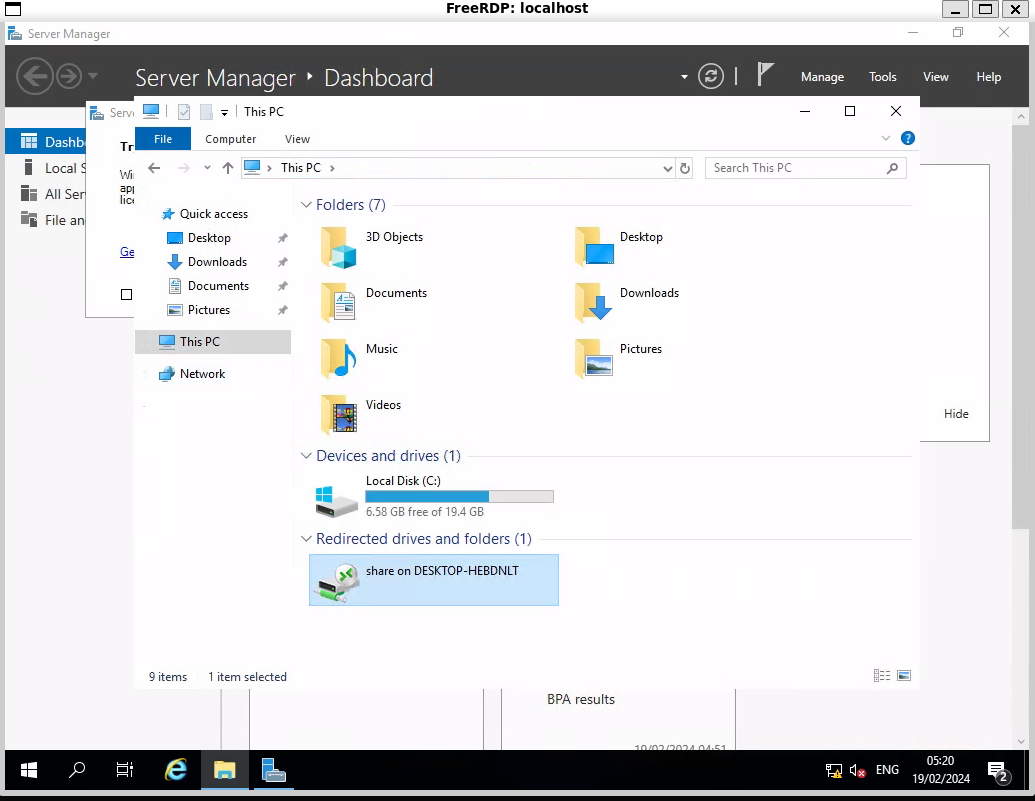 FreeRDP: localhost
Server Manager
Server Manager
Dashboard
Manage
Tools
View
Help
This PC
File
Computer
View
This PC
Search This PC
Dashb
Local S
All Ser
File an
Serv
Tr
Win
app
lice
Ge
Quick access
Desktop
Downloads
Documents
Pictures
This PC
Network
Folders (7)
3D Objects
Desktop
Documents
Downloads
Music
Pictures
Videos
Devices and drives (1)
Local Disk (C:)
6.58 GB free of 19.4 GB
Redirected drives and folders (1)
share on DESKTOP-HEBDNLT
9 items
1 item selected
Hide
BPA results
19/02/2024 04:51
ENG
05:20
19/02/2024
2